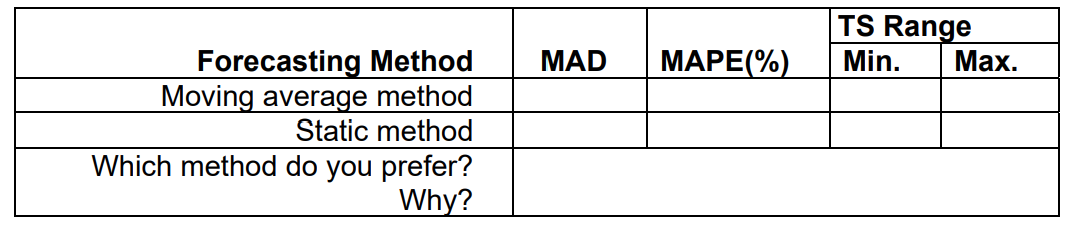 TS Range
Forecasting Method MAD MAPE(%) Min. Max.
Moving average method
Static method
Which method do you prefer?
Why?